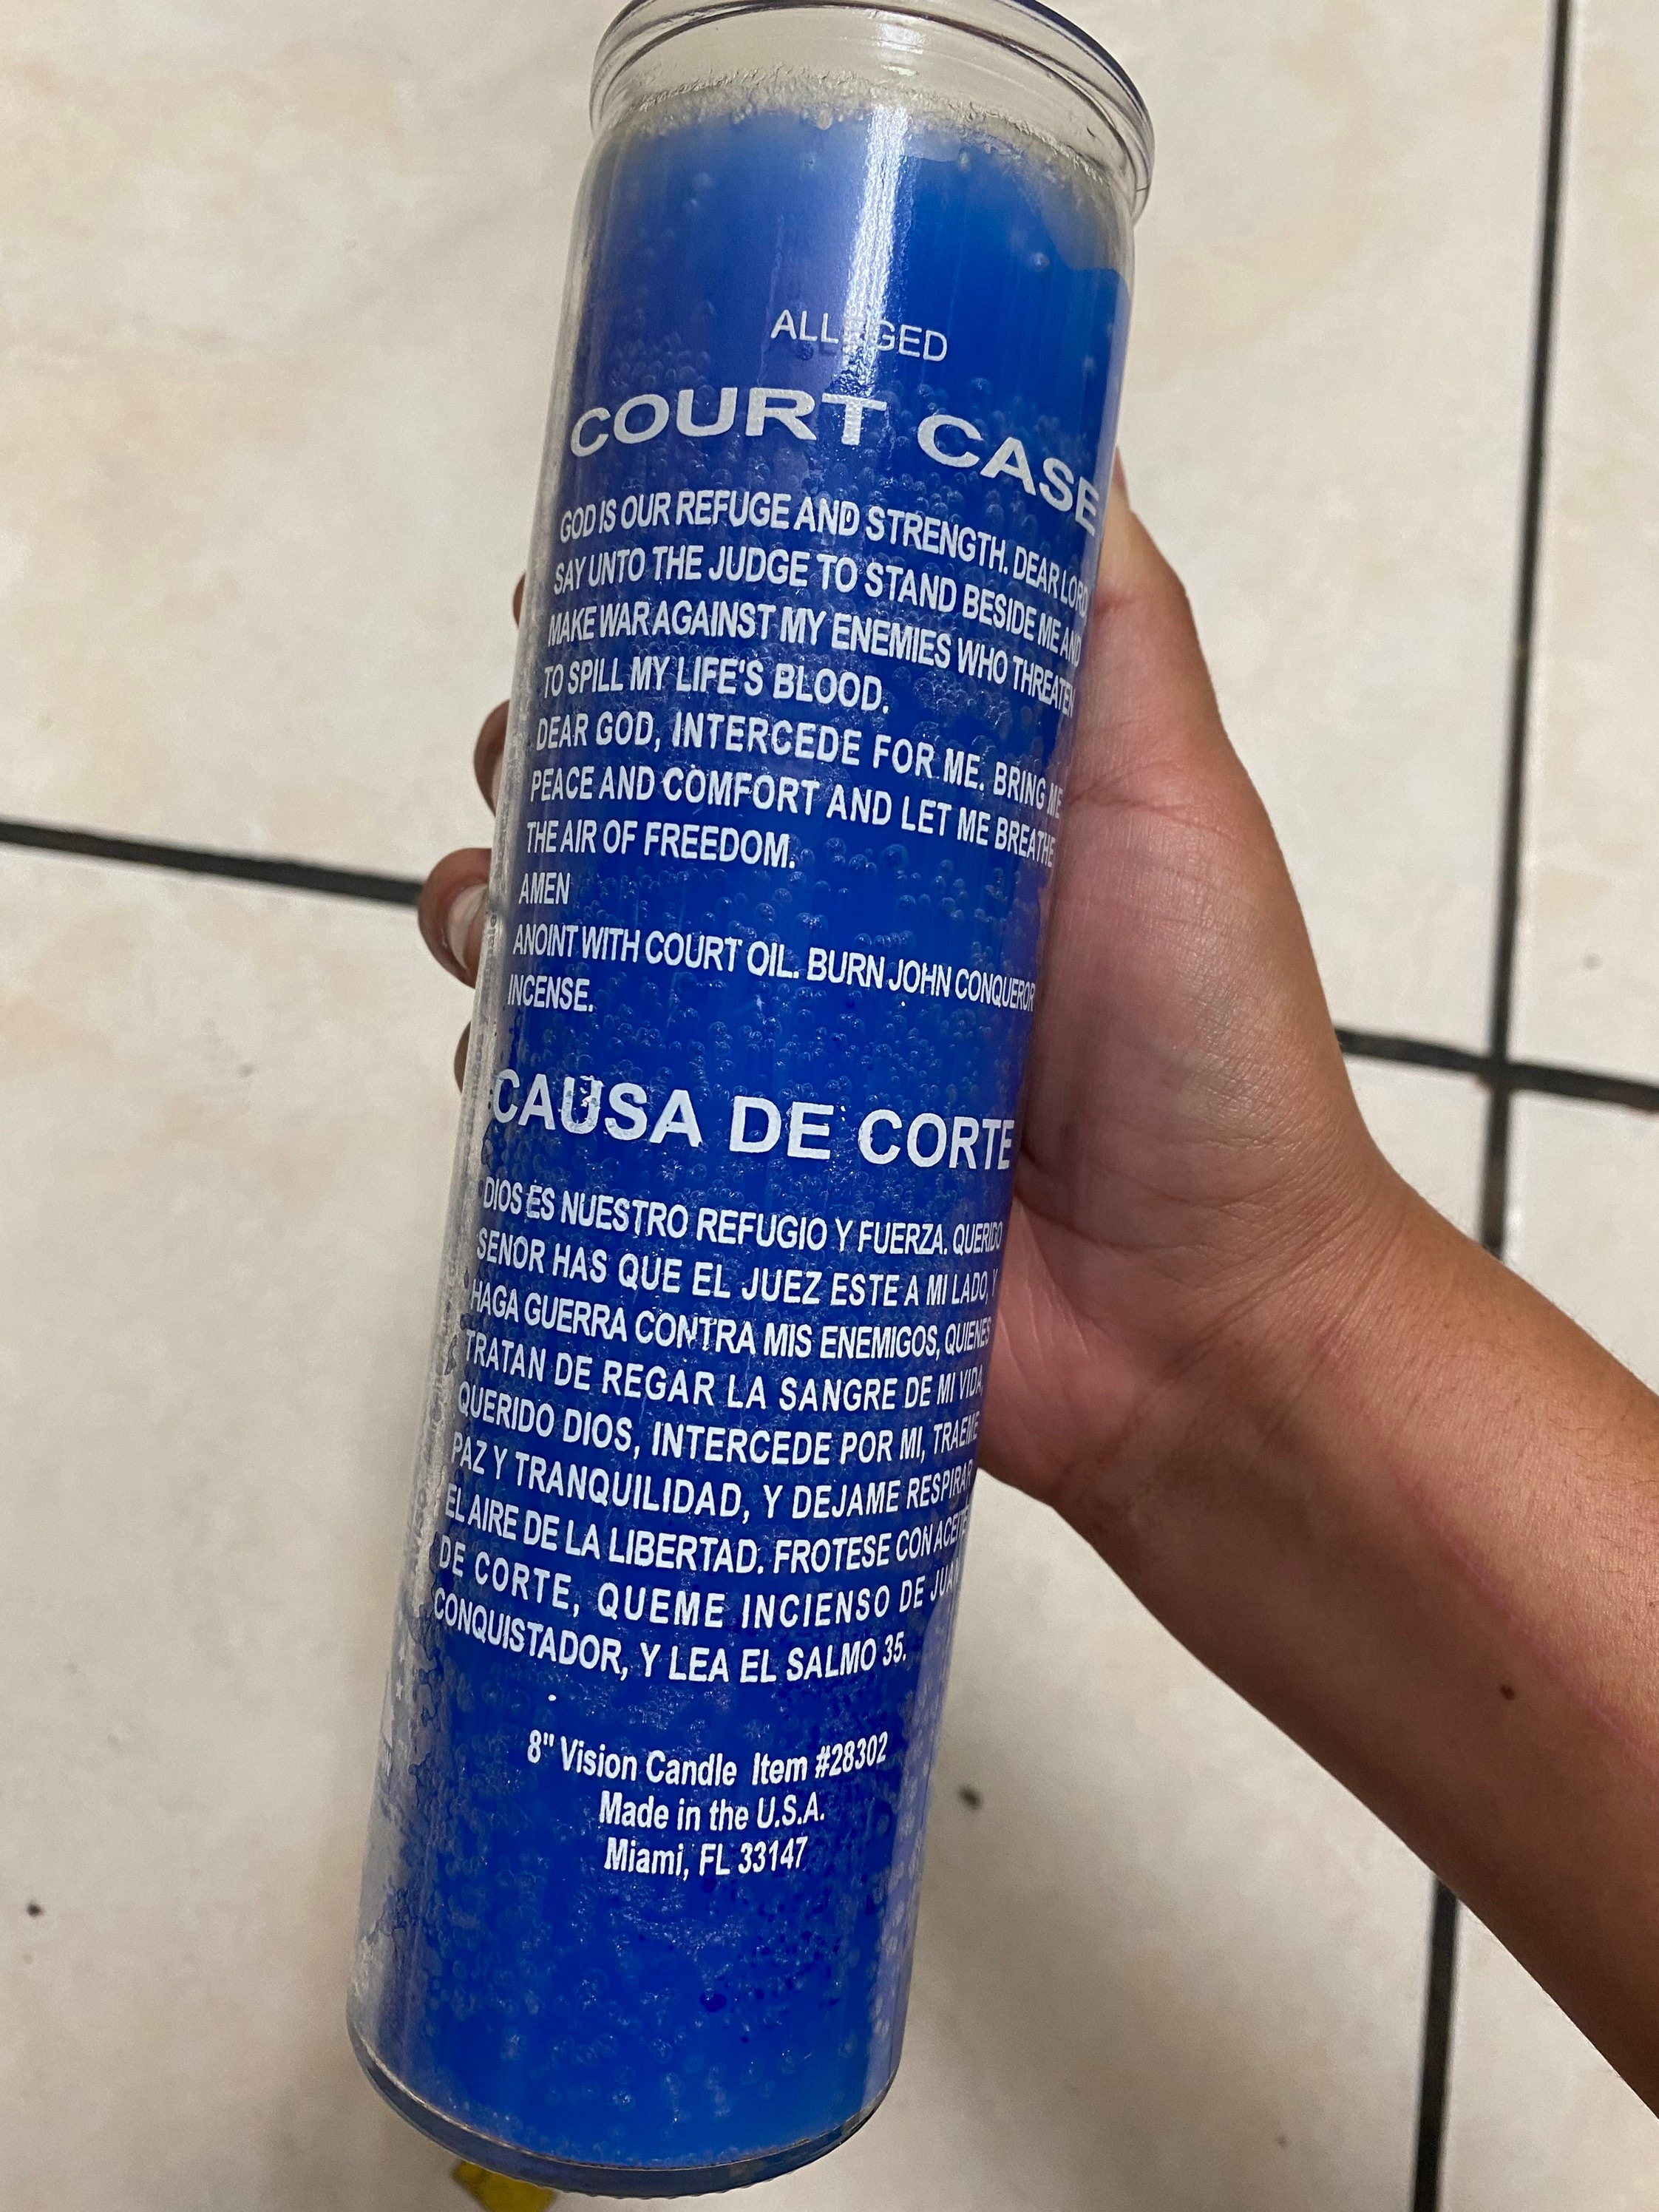 ALLEGED
COURT CASE
GOD IS OUR REFUGE AND STRENGTH. DEAR LORD,
SAY UNTO THE JUDGE TO STAND BESIDE ME AND
MAKE WAR AGAINST MY ENEMIES WHO THREATEN
TO SPILL MY LIFE'S BLOOD.
DEAR GOD, INTERCEDE FOR ME. BRING ME
PEACE AND COMFORT AND LET ME BREATHE
THE AIR OF FREEDOM.
AMEN
ANOINT WITH COURT OIL. BURN JOHN CONQUEROR
INCENSE.
CAUSA DE CORTE
DIOS ES NUESTRO REFUGIO Y FUERZA. QUERIDO
SENOR HAS QUE EL JUEZ ESTE A MI LADO, Y
HAGA GUERRA CONTRA MIS ENEMIGOS, QUIENES
TRATAN DE REGAR LA SANGRE DE MI VIDA,
QUERIDO DIOS, INTERCEDE POR MI, TRAEME
PAZ Y TRANQUILIDAD, Y DEJAME RESPIRAR
EL AIRE DE LA LIBERTAD. FROTESE CON ACEITE
DE CORTE, QUEME INCIENSO DE JUAN
CONQUISTADOR, Y LEA EL SALMO 35.
8" Vision Candle Item #28302
Made in the U.S.A.
Miami, FL 33147